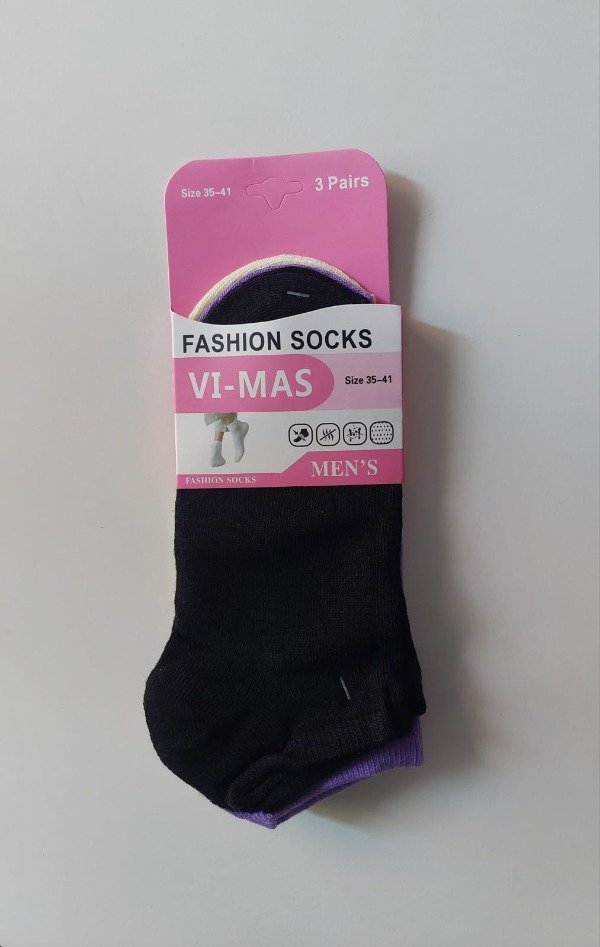 Size 35-41
3 Pairs
FASHION SOCKS
VI-MAS
Size 35-41
MEN'S
FASHION SOCKS